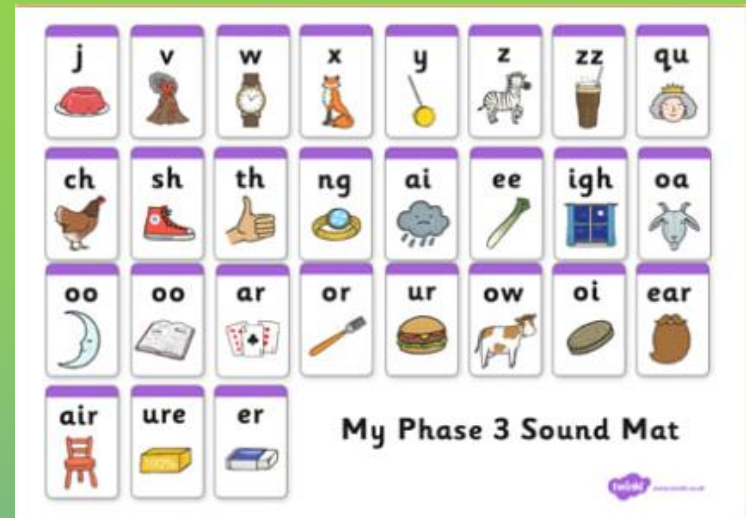 j v w x y z zz qu
ch sh th ng ai ee igh oa
oo oo ar or ur ow oi ear
air ure er
100%
My Phase 3 Sound Mat
twinkl